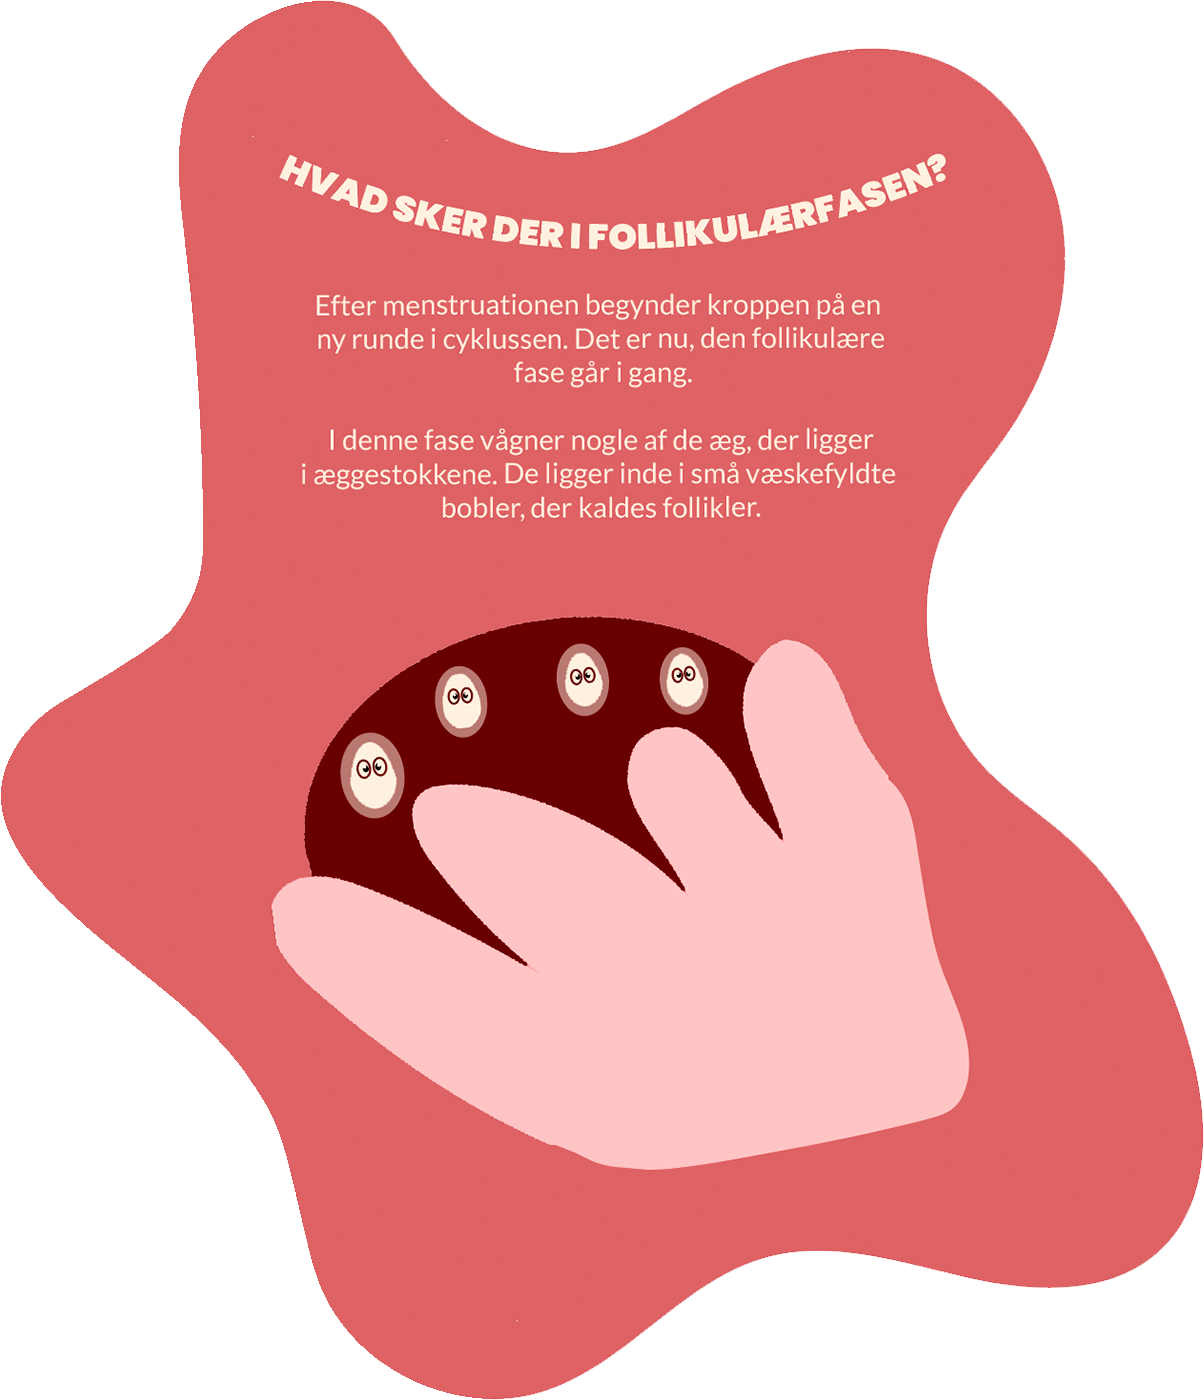 HVAD SKER DER I FOLLIKULÆRFASEN?
Efter menstruationen begynder kroppen på en
ny runde i cyklussen. Det er nu, den follikulære
fase går i gang.
I denne fase vågner nogle af de æg, der ligger
i æggestokkene. De ligger inde i små væskefyldte
bobler, der kaldes follikler.